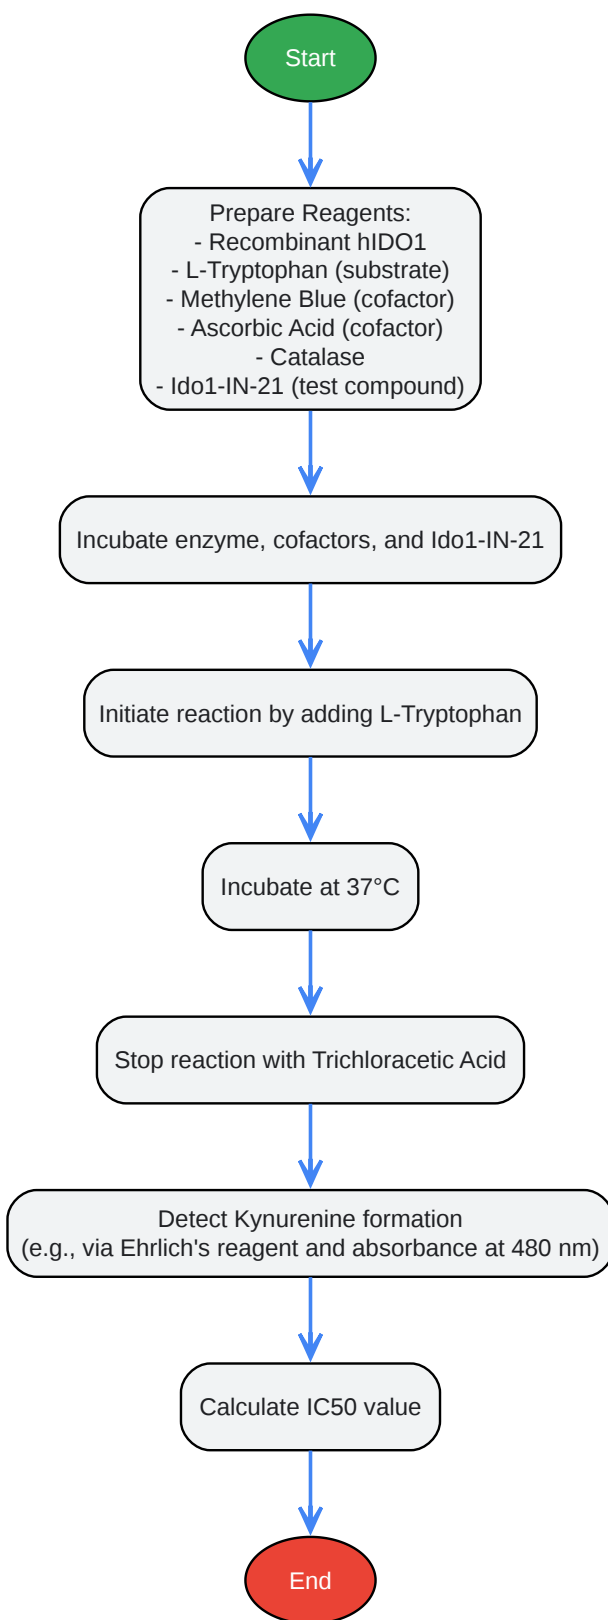 Start
Prepare Reagents:
- Recombinant hIDO1
- L-Tryptophan (substrate)
- Methylene Blue (cofactor)
- Ascorbic Acid (cofactor)
- Catalase
- Ido1-IN-21 (test compound)
Incubate enzyme, cofactors, and Ido1-IN-21
Initiate reaction by adding L-Tryptophan
Incubate at 37°C
Stop reaction with Trichloracetic Acid
Detect Kynurenine formation
(e.g., via Ehrlich's reagent and absorbance at 480 nm)
Calculate IC50 value
End